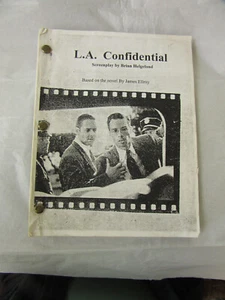 L.A. Confidential
Screenplay by Brian Helgeland
Based on the novel By James Ellroy